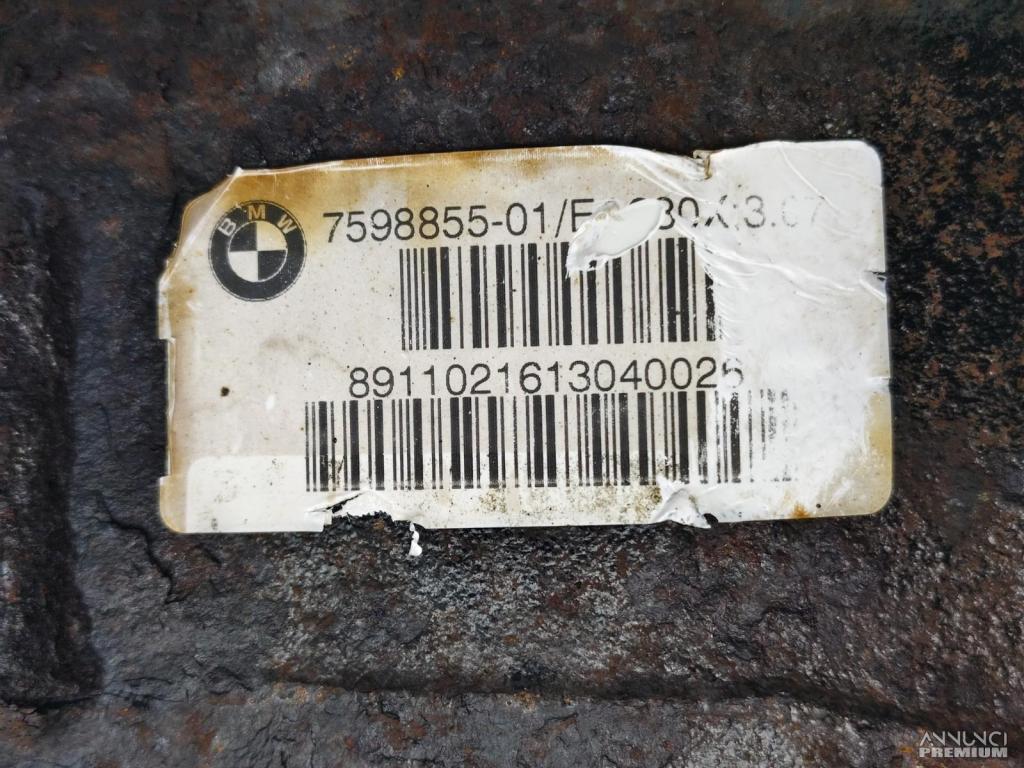 BMW
7598855-01/
8911021613040026
ANNUNCI
PREMIUM